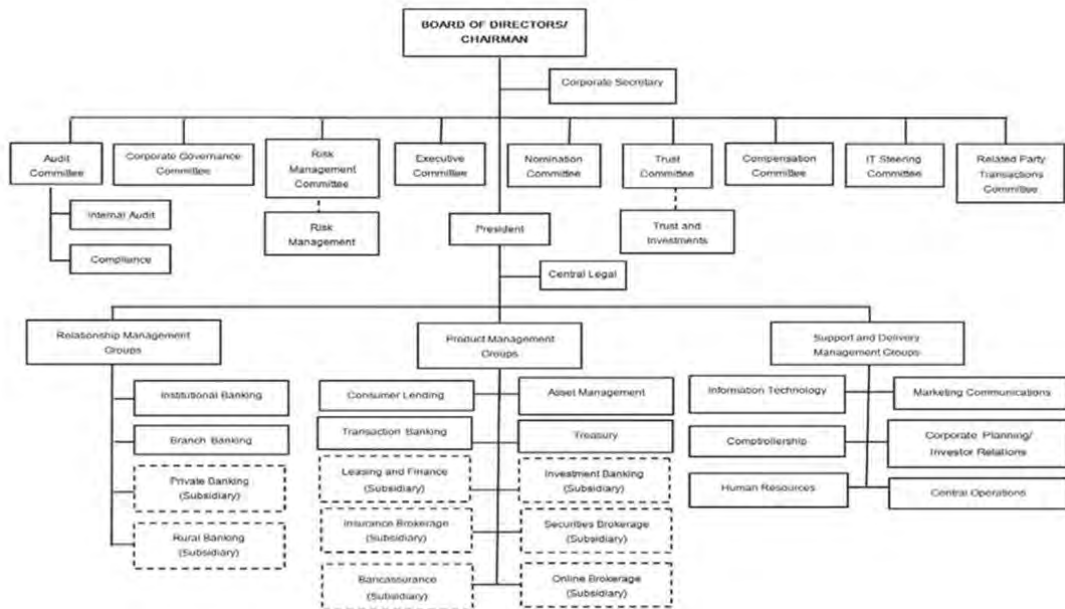 BOARD OF DIRECTORS/
CHAIRMAN
Corporate Secretary
Audit
Committee
Corporate Governance
Committee
Risk
Management
Committee
Executive
Committee
Nomination
Committee
Trust
Committee
Compensation
Committee
IT Steering
Committee
Related Party
Transactions
Committee
Internal Audit
Compliance
Risk
Management
President
Trust and
Investments
Central Legal
Relationship Management
Groups
Product Management
Groups
Support and Delivery
Management Groups
Institutional Banking
Branch Banking
Private Banking
(Subsidiary)
Rural Banking
(Subsidiary)
Consumer Lending
Asset Management
Transaction Banking
Treasury
Leasing and Finance
(Subsidiary)
Investment Banking
(Subsidiary)
Insurance Brokerage
(Subsidiary)
Securities Brokerage
(Subsidiary)
Bancassurance
(Subsidiary)
Online Brokerage
(Subsidiary)
Information Technology
Marketing Communications
Comptrollership
Corporate Planning/
Investor Relations
Human Resources
Central Operations